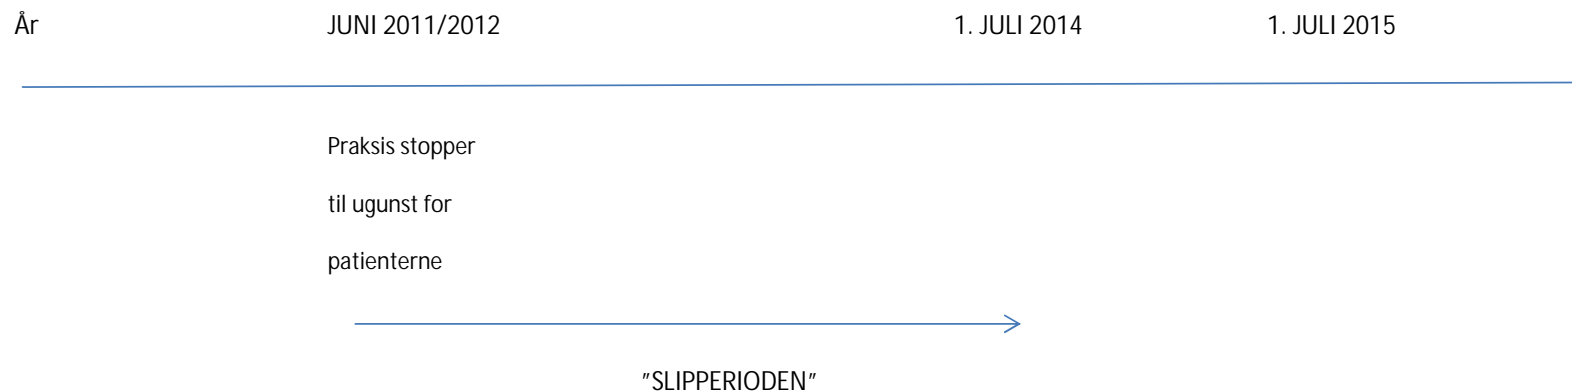 År JUNI 2011/2012 1. JULI 2014 1. JULI 2015
Praksis stopper
til ugunst for
patienterne
”SLIPPERIODEN”